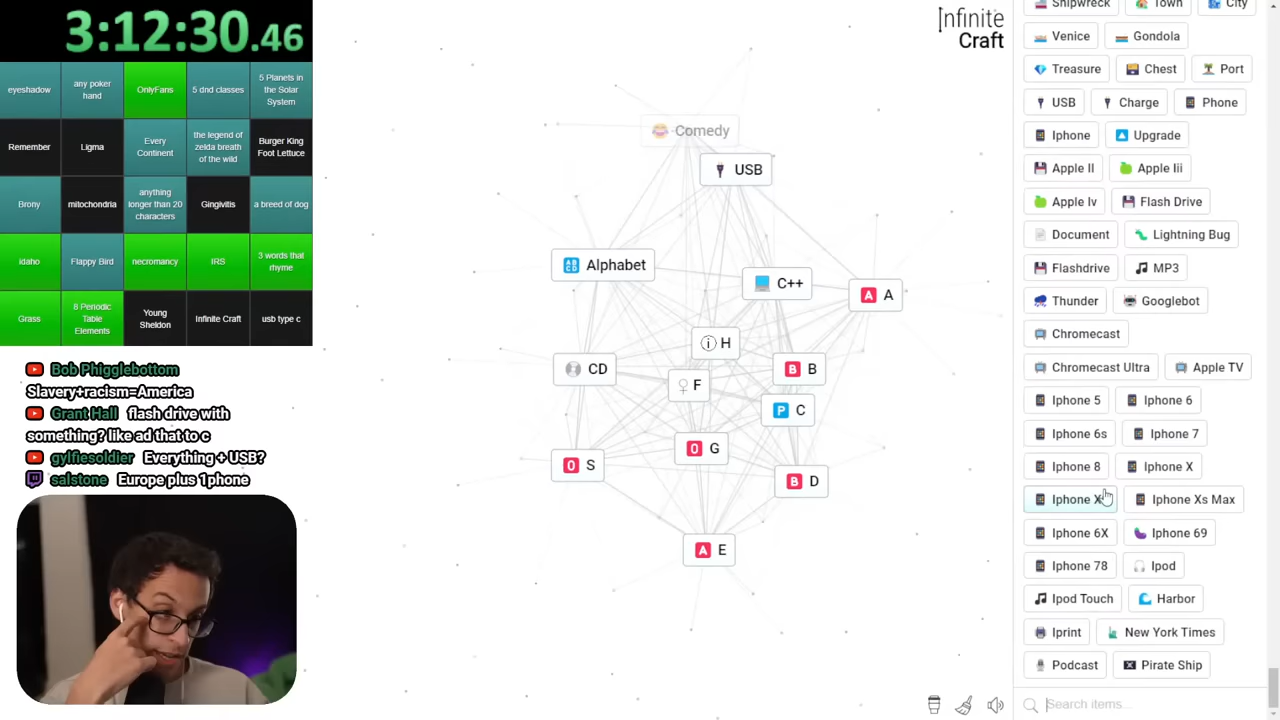 3:12:30.46
eyeshadow
any poker
hand
OnlyFans
5 dnd classes
5 Planets in
the Solar
System
Remember
Ligma
Every
Continent
the legend of
zelda breath
of the wild
Burger King
Foot Lettuce
Brony
mitochondria
anything
longer than 20
characters
Gingivitis
a breed of dog
idaho
Flappy Bird
necromancy
IRS
3 words that
rhyme
Grass
8 Periodic
Table
Elements
Young
Sheldon
Infinite Craft
usb type c
Bob Phigglebottom
Slavery+racism=America
Grant Hall flash drive with
something? like ad that to c
gylfiesoldier Everything + USB?
salstone Europe plus 1phone
Infinite
Craft
Comedy
USB
Alphabet
C++
A
H
CD
B
F
C
G
S
D
E
Shipwreck Town City
Venice Gondola
Treasure Chest Port
USB Charge Phone
Iphone Upgrade
Apple II Apple Iii
Apple Iv Flash Drive
Document Lightning Bug
Flashdrive MP3
Thunder Googlebot
Chromecast
Chromecast Ultra Apple TV
Iphone 5 Iphone 6
Iphone 6s Iphone 7
Iphone 8 Iphone X
Iphone Xs Max
Iphone 6X Iphone 69
Iphone 78 Ipod
Ipod Touch Harbor
Iprint New York Times
Podcast Pirate Ship
Search items...